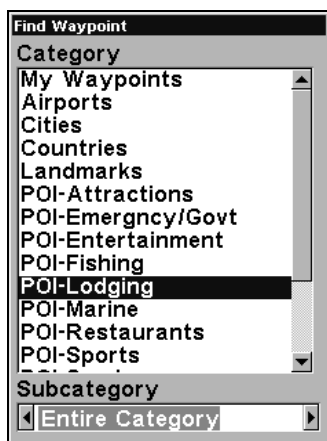 Find Waypoint
Category
My Waypoints
Airports
Cities
Countries
Landmarks
POI-Attractions
POI-Emergncy/Govt
POI-Entertainment
POI-Fishing
POI-Lodging
POI-Marine
POI-Restaurants
POI-Sports
Subcategory
Entire Category